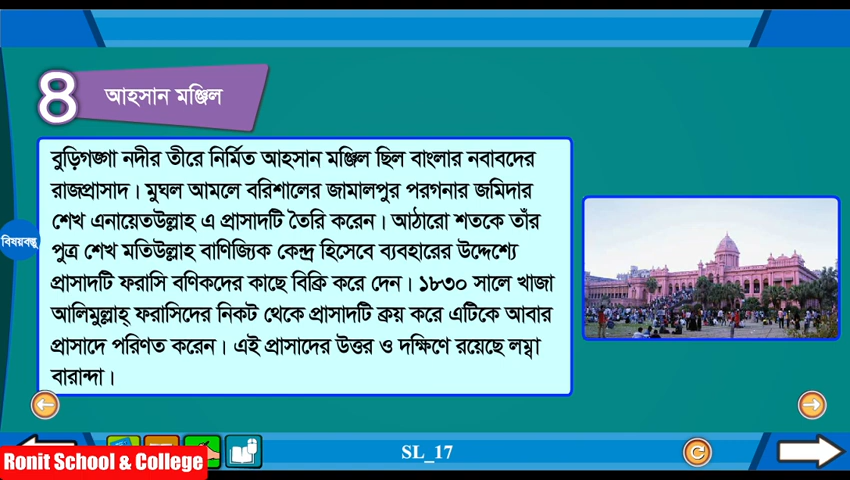 ৪
আহসান মঞ্জিল
বুড়িগঙ্গা নদীর তীরে নির্মিত আহসান মঞ্জিল ছিল বাংলার নবাবদের
রাজপ্রাসাদ। মুঘল আমলে বরিশালের জামালপুর পরগনার জমিদার
শেখ এনায়েতউল্লাহ এ প্রাসাদটি তৈরি করেন। আঠারো শতকে তাঁর
পুত্র শেখ মতিউল্লাহ বাণিজ্যিক কেন্দ্র হিসেবে ব্যবহারের উদ্দেশ্যে
প্রাসাদটি ফরাসি বণিকদের কাছে বিক্রি করে দেন। ১৮৩০ সালে খাজা
আলিমুল্লাহ্ ফরাসিদের নিকট থেকে প্রাসাদটি ক্রয় করে এটিকে আবার
প্রাসাদে পরিণত করেন। এই প্রাসাদের উত্তর ও দক্ষিণে রয়েছে লম্বা
বারান্দা।
বিষয়বস্তু
SL_17
Ronit School & College